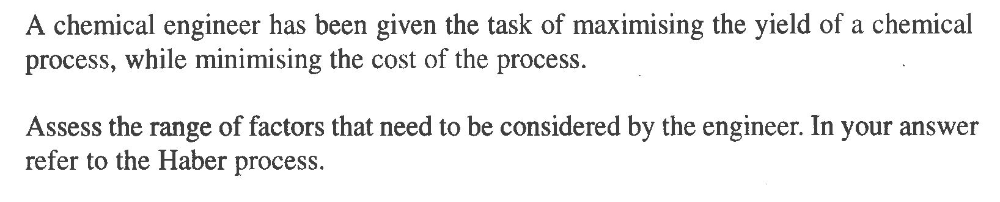 A chemical engineer has been given the task of maximising the yield of a chemical
process, while minimising the cost of the process.
Assess the range of factors that need to be considered by the engineer. In your answer
refer to the Haber process.